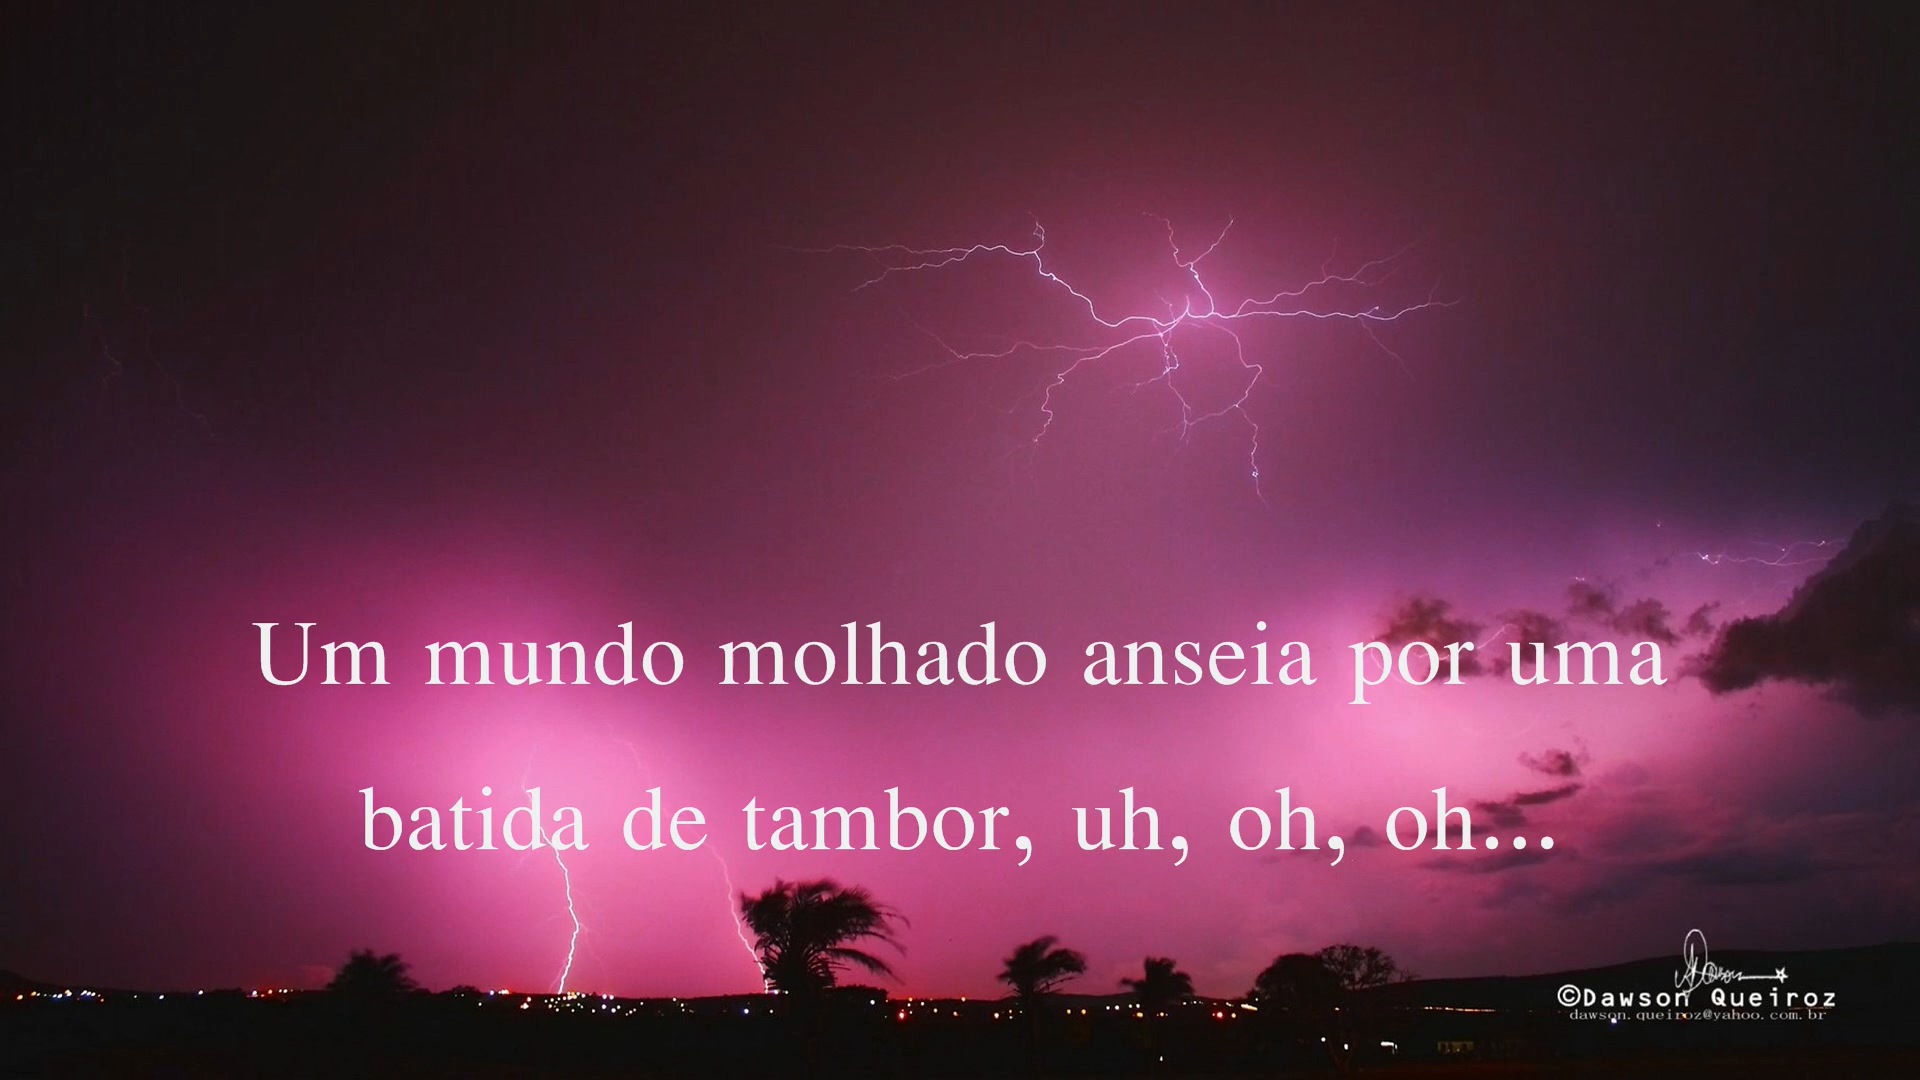 Um mundo molhado anseia por uma
batida de tambor, uh, oh, oh...
©Dawson Queiroz
dawson.queiroz@yahoo.com.br